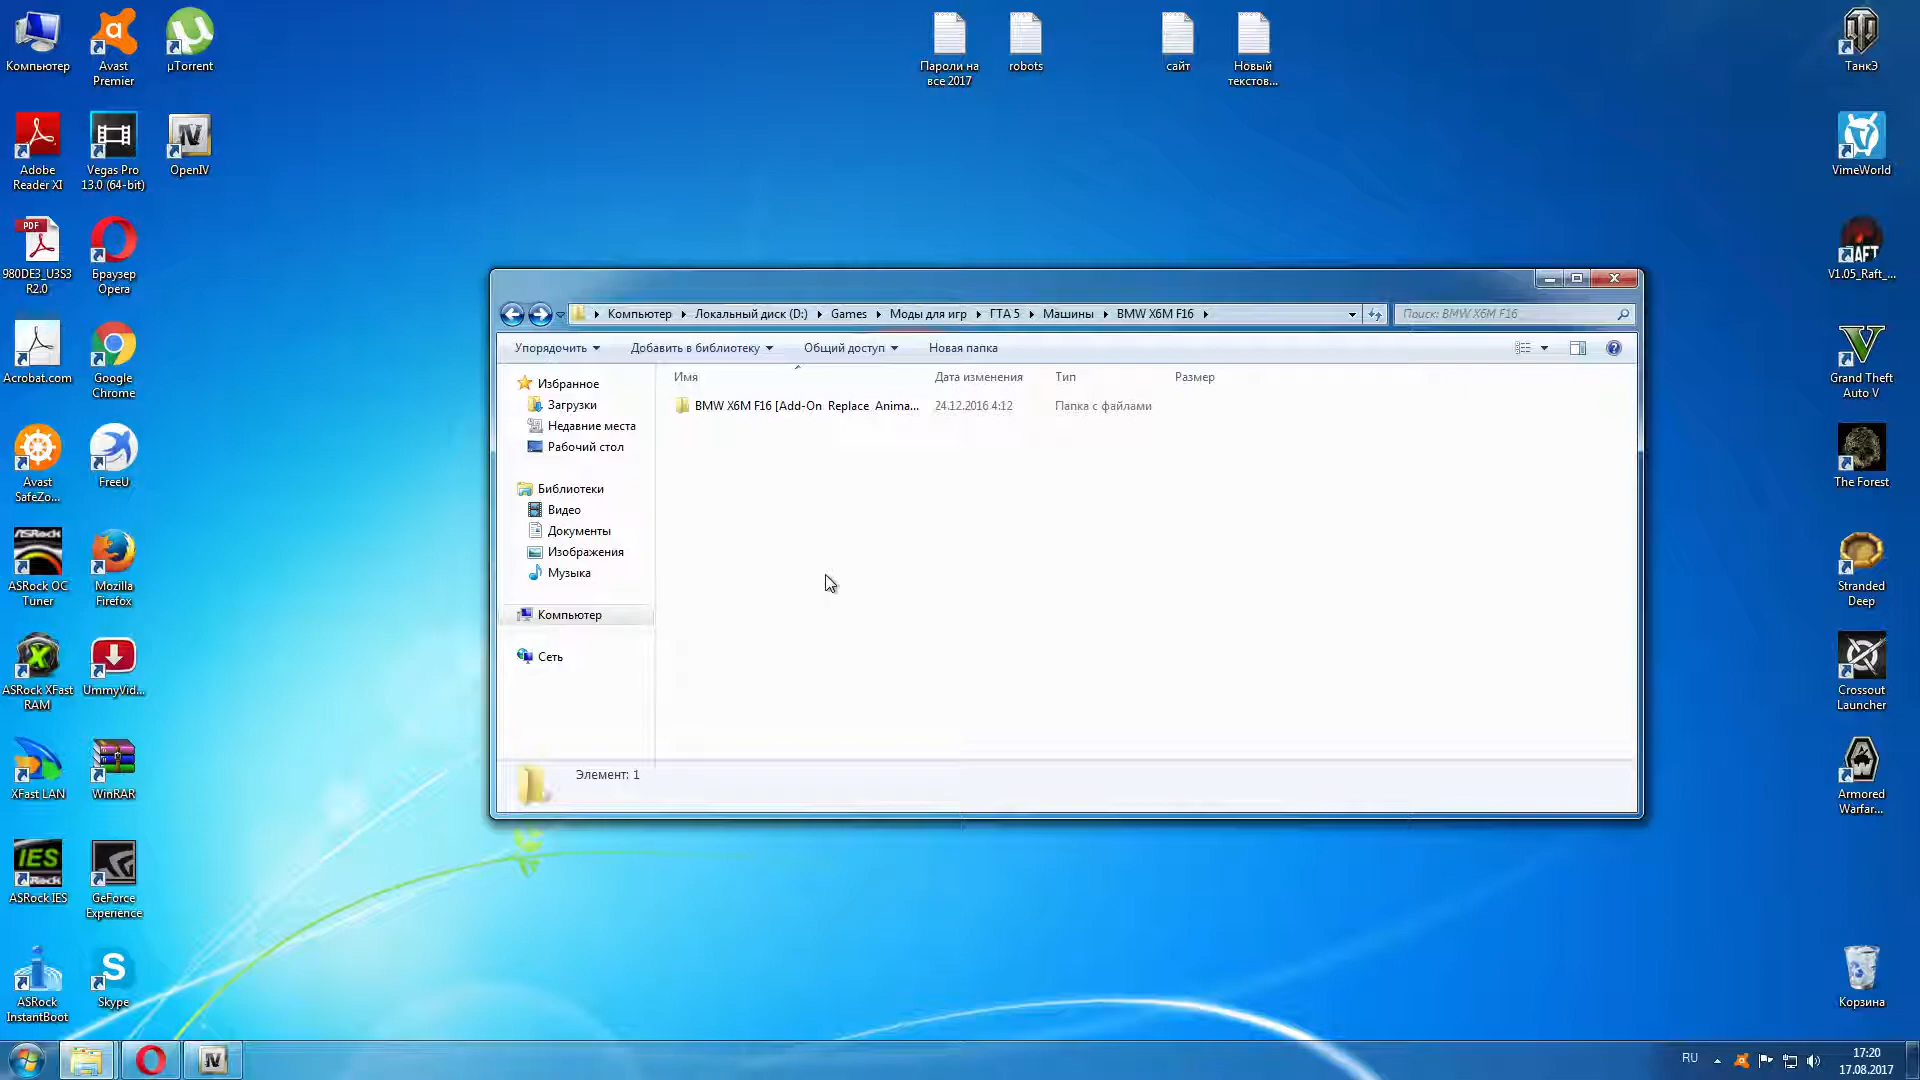 Компьютер
Avast
Premier
µTorrent
Пароли на
все 2017
robots
сайт
Новый
текстов...
ТанкЭ
Adobe
Reader XI
Vegas Pro
13.0 (64-bit)
OpenIV
VimeWorld
980DE3_U3S3
R2.0
Браузер
Opera
V1.05_Raft_...
Компьютер
Локальный диск (D:)
Games
Моды для игр
ГТА 5
Машины
BMW X6M F16
Поиск: BMW X6M F16
Упорядочить
Добавить в библиотеку
Общий доступ
Новая папка
Имя
Дата изменения
Тип
Размер
BMW X6M F16 [Add-On Replace Anima...
24.12.2016 4:12
Папка с файлами
Избранное
Загрузки
Недавние места
Рабочий стол
Библиотеки
Видео
Документы
Изображения
Музыка
Компьютер
Сеть
Элемент: 1
Acrobat.com
Google
Chrome
Grand Theft
Auto V
Avast
SafeZo...
FreeU
The Forest
ASRock OC
Tuner
Mozilla
Firefox
Stranded
Deep
ASRock XFast
RAM
UmmyVid...
Crossout
Launcher
XFast LAN
WinRAR
Armored
Warfar...
ASRock IES
GeForce
Experience
ASRock
InstantBoot
Skype
Корзина
RU
17:20
17.08.2017